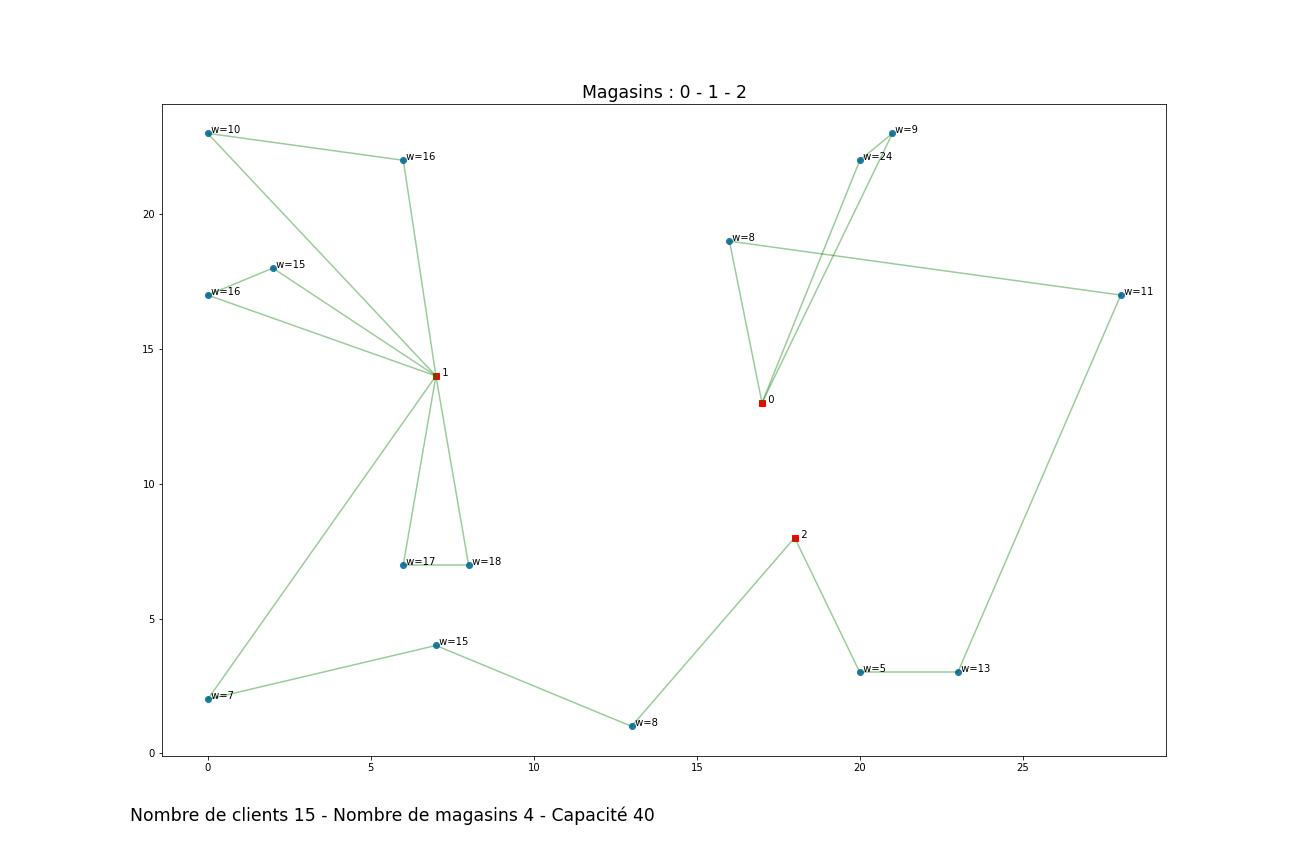 Magasins : 0 - 1 - 2
w=10
w=9
w=16
w=24
20
w=8
w=15
w=16
w=11
15
1
0
10
2
w=17
w=18
5
w=15
w=5
w=13
w=7
w=8
0
0
5
10
15
20
25
Nombre de clients 15 - Nombre de magasins 4 - Capacité 40